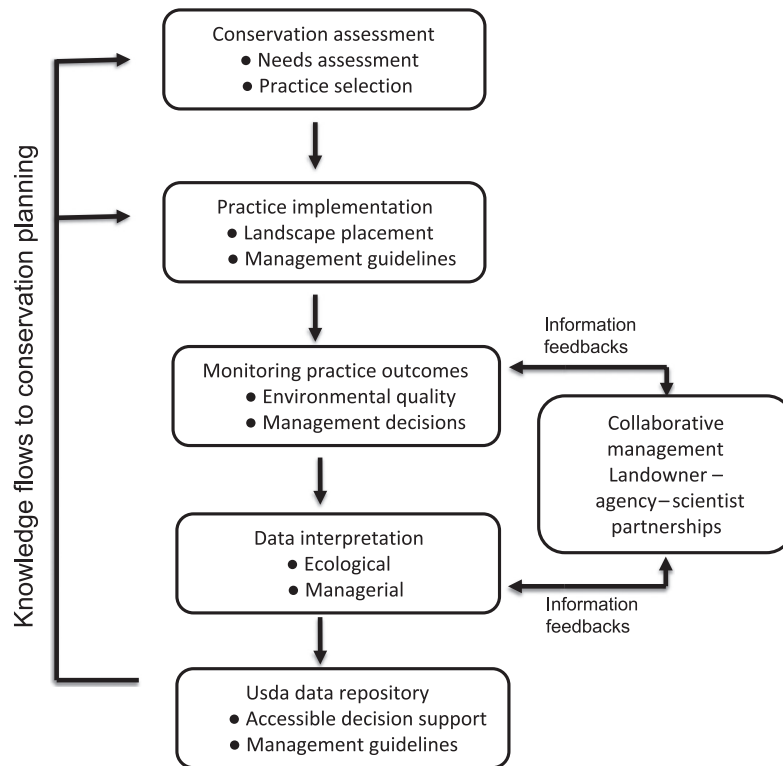 Conservation assessment
● Needs assessment
● Practice selection
Practice implementation
● Landscape placement
● Management guidelines
Monitoring practice outcomes
● Environmental quality
● Management decisions
Data interpretation
● Ecological
● Managerial
Usda data repository
● Accessible decision support
● Management guidelines
Information
feedbacks
Collaborative
management
Landowner –
agency–scientist
partnerships
Information
feedbacks
Knowledge flows to conservation planning